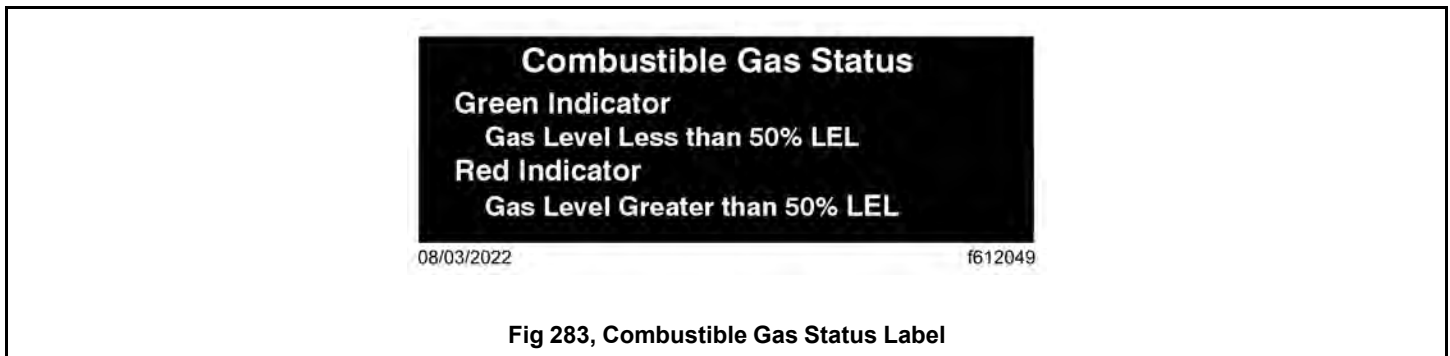 Combustible Gas Status
Green Indicator
Gas Level Less than 50% LEL
Red Indicator
Gas Level Greater than 50% LEL
08/03/2022 f612049
Fig 283, Combustible Gas Status Label